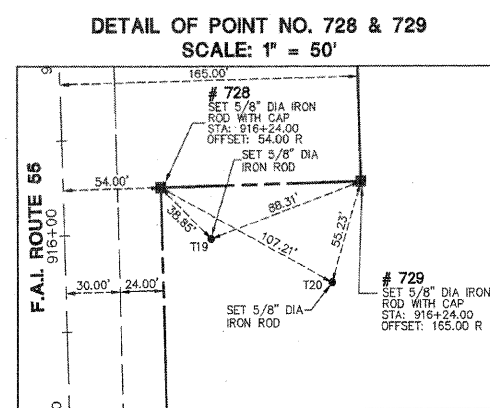 DETAIL OF POINT NO. 728 & 729
SCALE: 1" = 50'
165.00'
# 728
SET 5/8" DIA IRON
ROD WITH CAP
STA: 916+24.00
OFFSET: 54.00 R
SET 5/8" DIA
IRON ROD
54.00'
38.85'
88.31'
T19
107.21'
55.23'
F.A.I. ROUTE 55
916+00
30.00'
24.00'
T20
SET 5/8" DIA
IRON ROD
# 729
SET 5/8" DIA IRON
ROD WITH CAP
STA: 916+24.00
OFFSET: 165.00 R